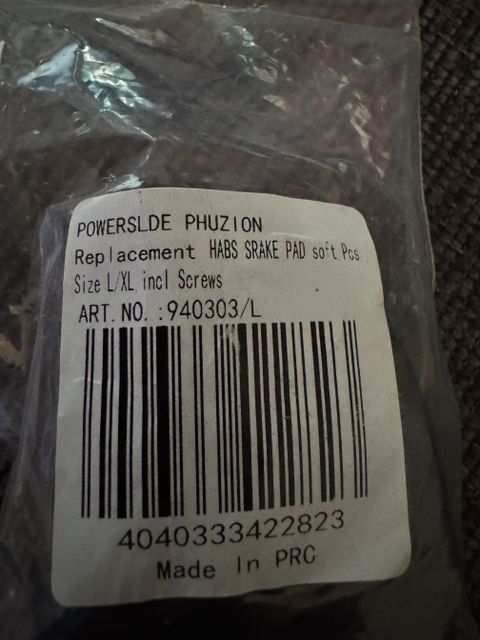 POWERSLDE PHUZION
Replacement HABS SRAKE PAD soft, Pcs
Size L/XL, incl Screws
ART. NO. :940303/L
4040333422823
Made In PRC